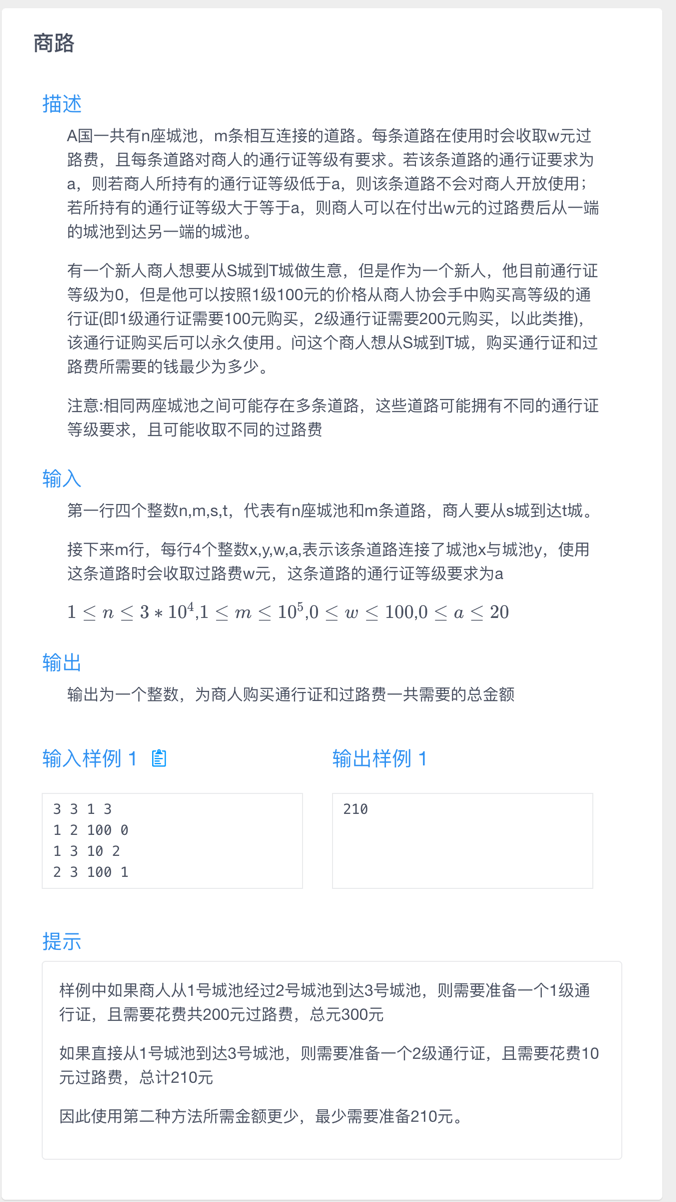 商路
描述
A国一共有n座城池，m条相互连接的道路。每条道路在使用时会收取w元过
路费，且每条道路对商人的通行证等级有要求。若该条道路的通行证要求为
a，则若商人所持有的通行证等级低于a，则该条道路不会对商人开放使用；
若所持有的通行证等级大于等于a，则商人可以在付出w元的过路费后从一端
的城池到达另一端的城池。
有一个新人商人想要从S城到T城做生意，但是作为一个新人，他目前通行证
等级为0，但是他可以按照1级100元的价格从商人协会手中购买高等级的通
行证(即1级通行证需要100元购买，2级通行证需要200元购买，以此类推)，
该通行证购买后可以永久使用。问这个商人想从S城到T城，购买通行证和过
路费所需要的钱最少为多少。
注意:相同两座城池之间可能存在多条道路，这些道路可能拥有不同的通行证
等级要求，且可能收取不同的过路费
输入
第一行四个整数n,m,s,t，代表有n座城池和m条道路，商人要从s城到达t城。
接下来m行，每行4个整数x,y,w,a,表示该条道路连接了城池x与城池y，使用
这条道路时会收取过路费w元，这条道路的通行证等级要求为a
1 ≤ n ≤ 3 ∗ 10⁴,1 ≤ m ≤ 10⁵,0 ≤ w ≤ 100,0 ≤ a ≤ 20
输出
输出为一个整数，为商人购买通行证和过路费一共需要的总金额
输入样例 1
3 3 1 3
1 2 100 0
1 3 10 2
2 3 100 1
输出样例 1
210
提示
样例中如果商人从1号城池经过2号城池到达3号城池，则需要准备一个1级通
行证，且需要花费共200元过路费，总元300元
如果直接从1号城池到达3号城池，则需要准备一个2级通行证，且需要花费10
元过路费，总计210元
因此使用第二种方法所需金额更少，最少需要准备210元。